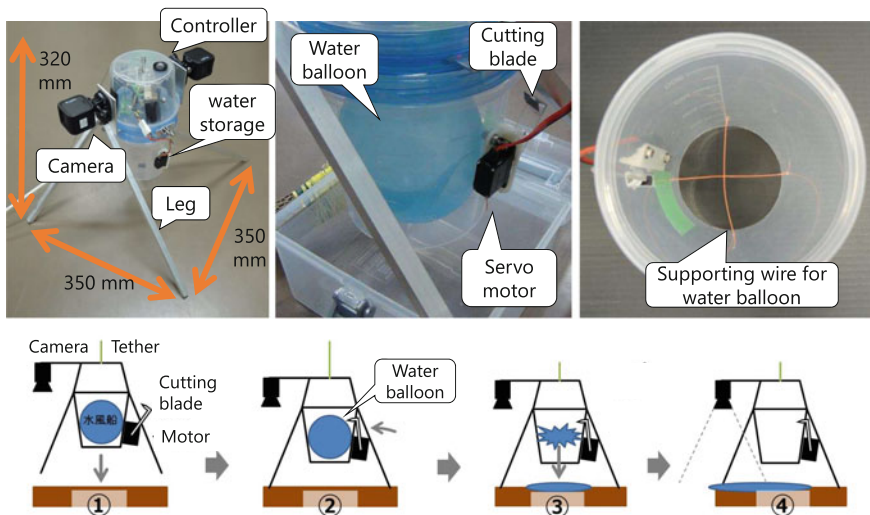 Controller
320
mm
water
storage
Camera
Leg
350
mm
350 mm
Water
balloon
Cutting
blade
Servo
motor
Supporting wire for
water balloon
Camera
Tether
Cutting
blade
水風船
Motor
①
Water
balloon
②
③
④